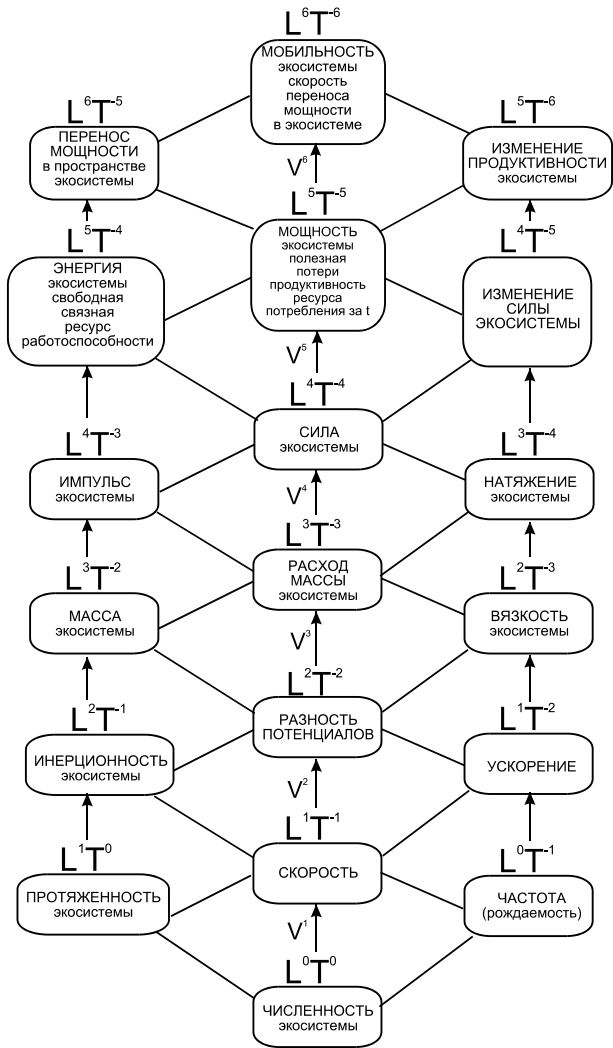 L⁶T⁻⁶
МОБИЛЬНОСТЬ
экосистемы
скорость
переноса
мощности
в экосистеме
L⁶T⁻⁵
ПЕРЕНОС
МОЩНОСТИ
в пространстве
экосистемы
L⁵T⁻⁶
ИЗМЕНЕНИЕ
ПРОДУКТИВНОСТИ
экосистемы
V⁶
L⁵T⁻⁵
МОЩНОСТЬ
экосистемы
полезная
потери
продуктивность
ресурса
потребления за t
L⁵T⁻⁴
ЭНЕРГИЯ
экосистемы
свободная
связная
ресурс
работоспособности
L⁴T⁻⁵
ИЗМЕНЕНИЕ
СИЛЫ
ЭКОСИСТЕМЫ
V⁵
L⁴T⁻⁴
СИЛА
экосистемы
L⁴T⁻³
ИМПУЛЬС
экосистемы
L³T⁻⁴
НАТЯЖЕНИЕ
экосистемы
V⁴
L³T⁻³
РАСХОД
МАССЫ
экосистемы
L³T⁻²
МАССА
экосистемы
L²T⁻³
ВЯЗКОСТЬ
экосистемы
V³
L²T⁻²
РАЗНОСТЬ
ПОТЕНЦИАЛОВ
L²T⁻¹
ИНЕРЦИОННОСТЬ
экосистемы
L¹T⁻²
УСКОРЕНИЕ
V²
L¹T⁻¹
СКОРОСТЬ
L¹T⁰
ПРОТЯЖЕННОСТЬ
экосистемы
L⁰T⁻¹
ЧАСТОТА
(рождаемость)
V¹
L⁰T⁰
ЧИСЛЕННОСТЬ
экосистемы